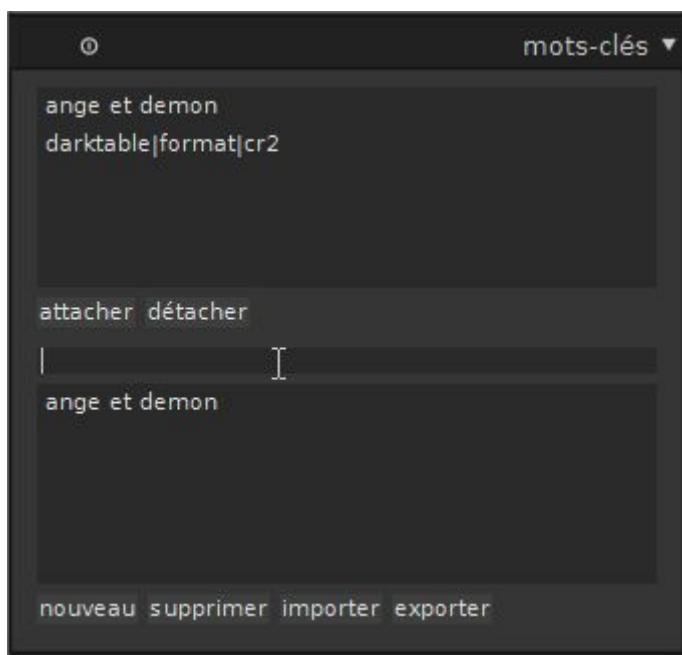 mots-clés
ange et demon
darktable|format|cr2
attacher détacher
ange et demon
nouveau supprimer importer exporter